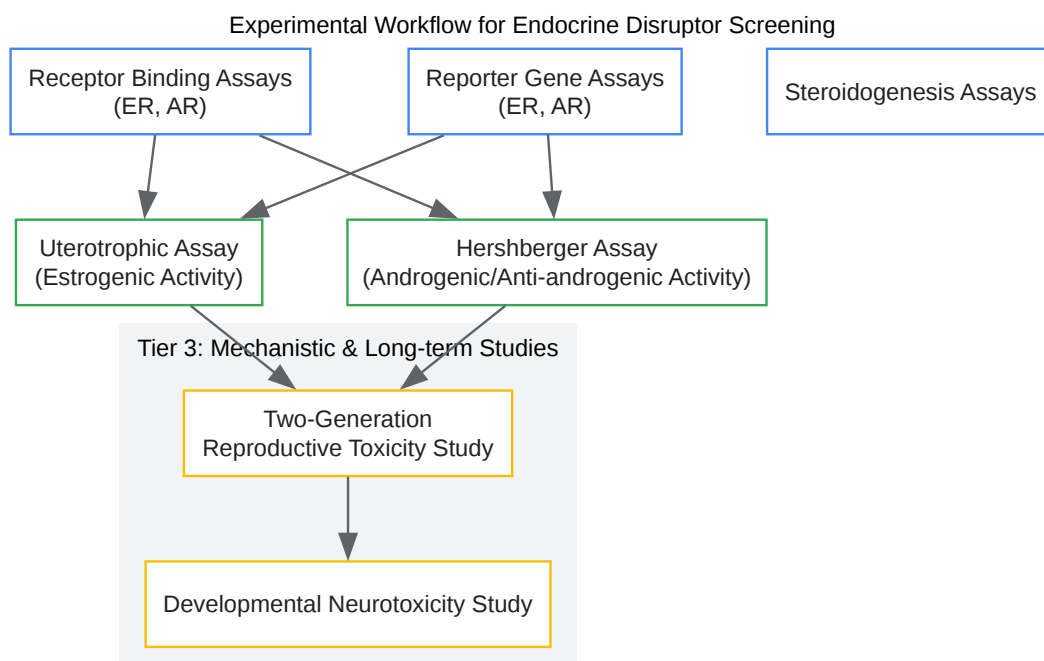 Experimental Workflow for Endocrine Disruptor Screening
Receptor Binding Assays
(ER, AR)
Reporter Gene Assays
(ER, AR)
Steroidogenesis Assays
Uterotrophic Assay
(Estrogenic Activity)
Hershberger Assay
(Androgenic/Anti-androgenic Activity)
Tier 3: Mechanistic & Long-term Studies
Two-Generation
Reproductive Toxicity Study
Developmental Neurotoxicity Study